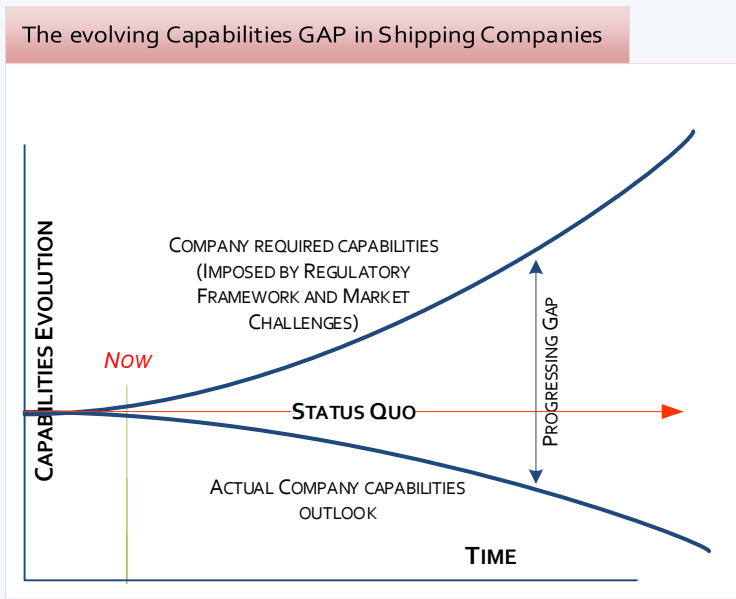 The evolving Capabilities GAP in Shipping Companies
CAPABILITIES EVOLUTION
COMPANY REQUIRED CAPABILITIES
(IMPOSED BY REGULATORY
FRAMEWORK AND MARKET
CHALLENGES)
NOW
STATUS QUO
PROGRESSING GAP
ACTUAL COMPANY CAPABILITIES
OUTLOOK
TIME